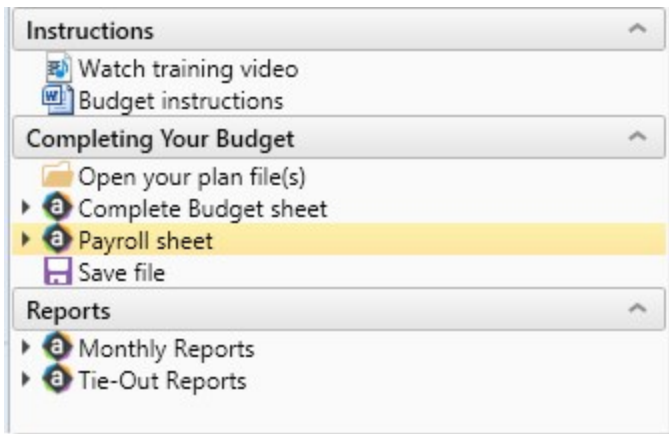 Instructions
Watch training video
Budget instructions
Completing Your Budget
Open your plan file(s)
Complete Budget sheet
Payroll sheet
Save file
Reports
Monthly Reports
Tie-Out Reports